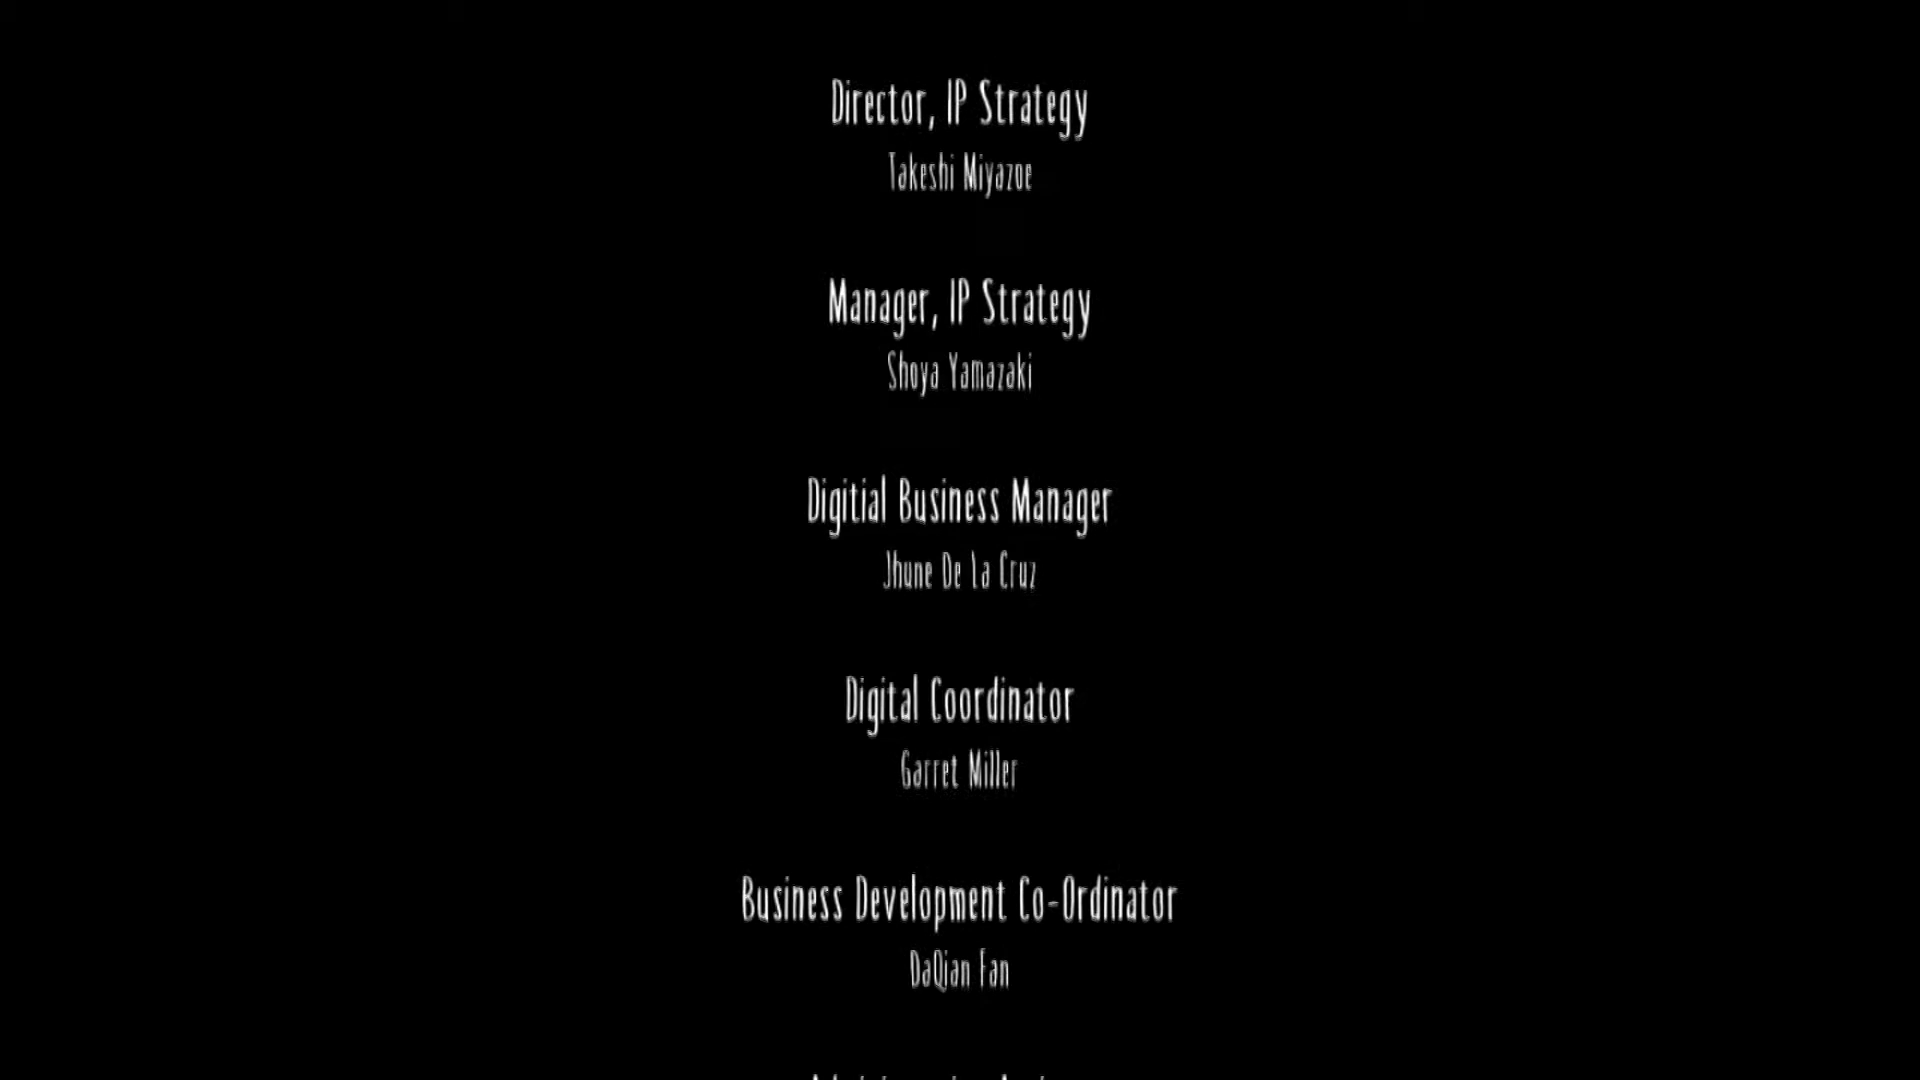 Director, IP Strategy
Takeshi Miyazoe
Manager, IP Strategy
Shoya Yamazaki
Digitial Business Manager
Jhune De La Cruz
Digital Coordinator
Garret Miller
Business Development Co-Ordinator
DaQian Fan